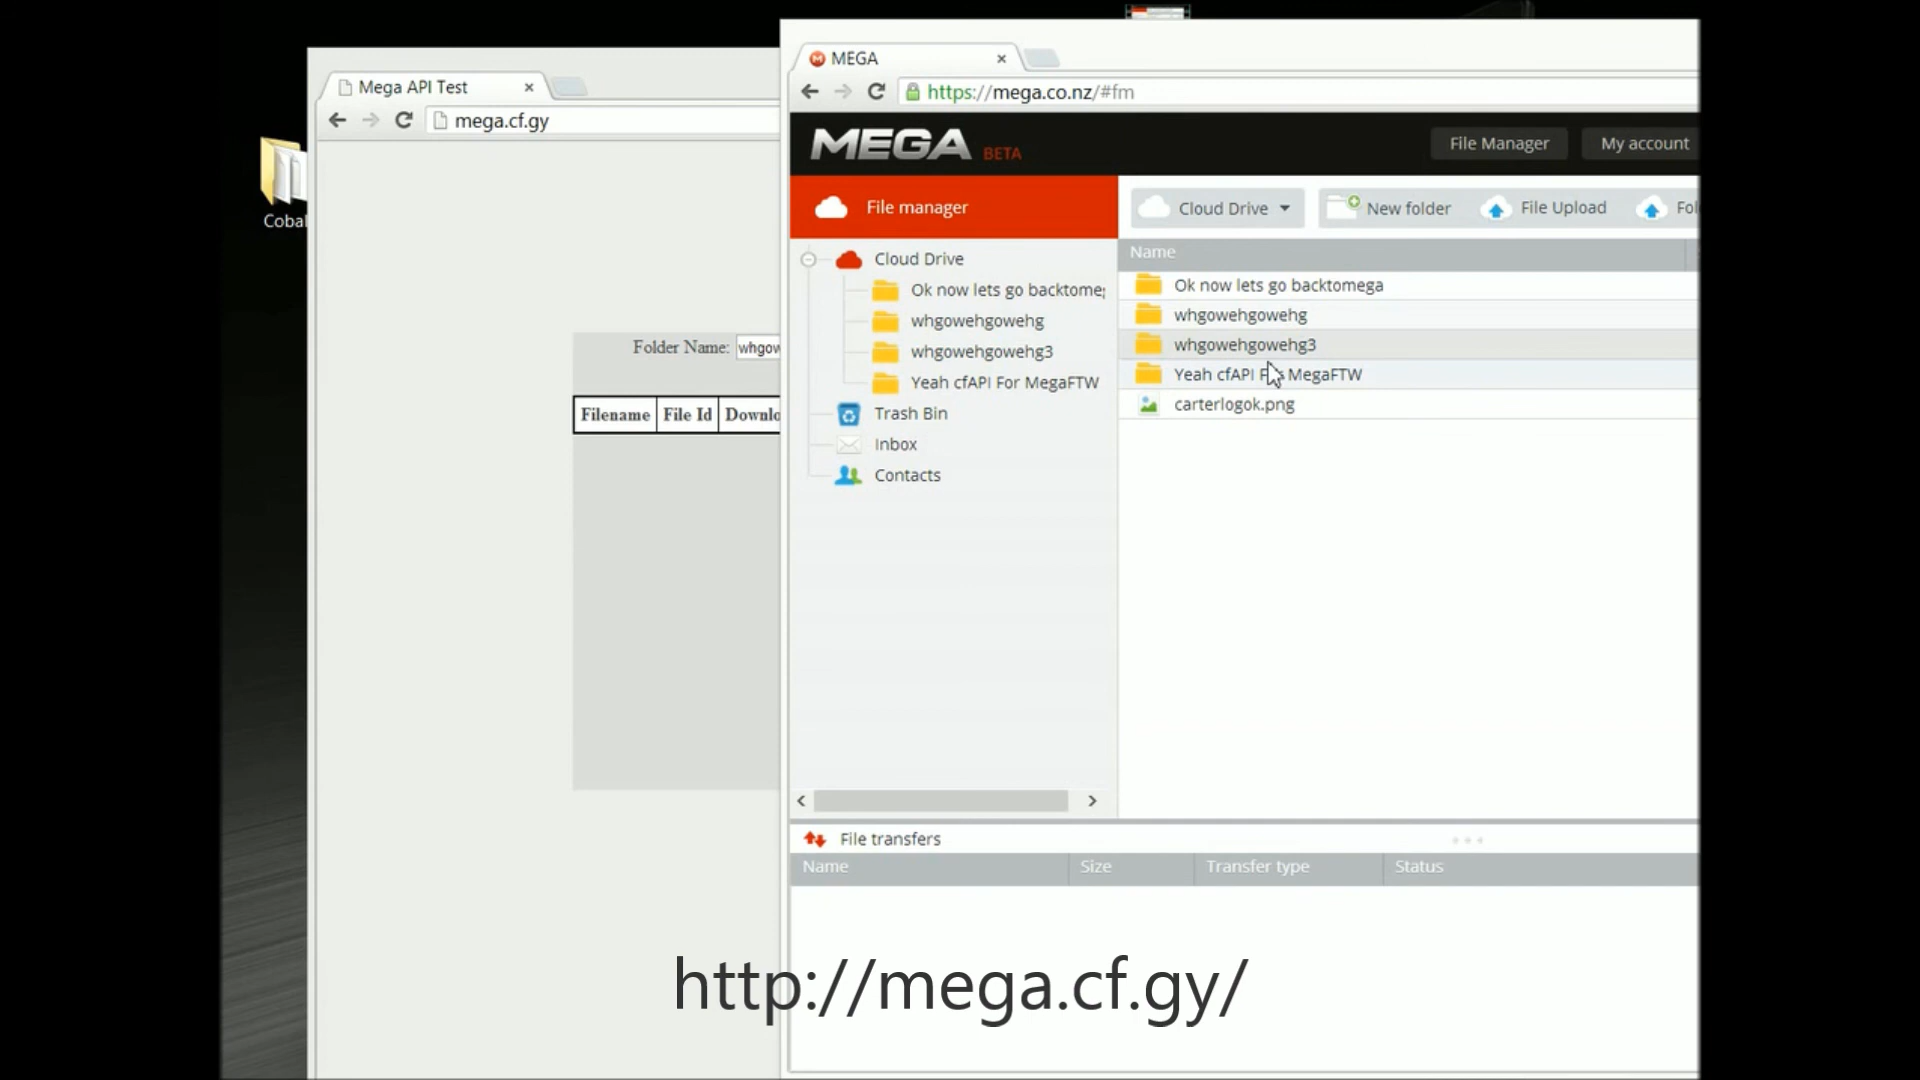 Mega API Test
mega.cf.gy
Folder Name: whgow
Filename File Id Downlo
Cobal
MEGA
https://mega.co.nz/#fm
MEGA BETA
File Manager My account
File manager
Cloud Drive New folder File Upload Fol
Cloud Drive
Ok now lets go backtomeg
whgowehgowehg
whgowehgowehg3
Yeah cfAPI For MegaFTW
Trash Bin
Inbox
Contacts
Name
Ok now lets go backtomega
whgowehgowehg
whgowehgowehg3
Yeah cfAPI For MegaFTW
carterlogok.png
File transfers
Name Size Transfer type Status
http://mega.cf.gy/